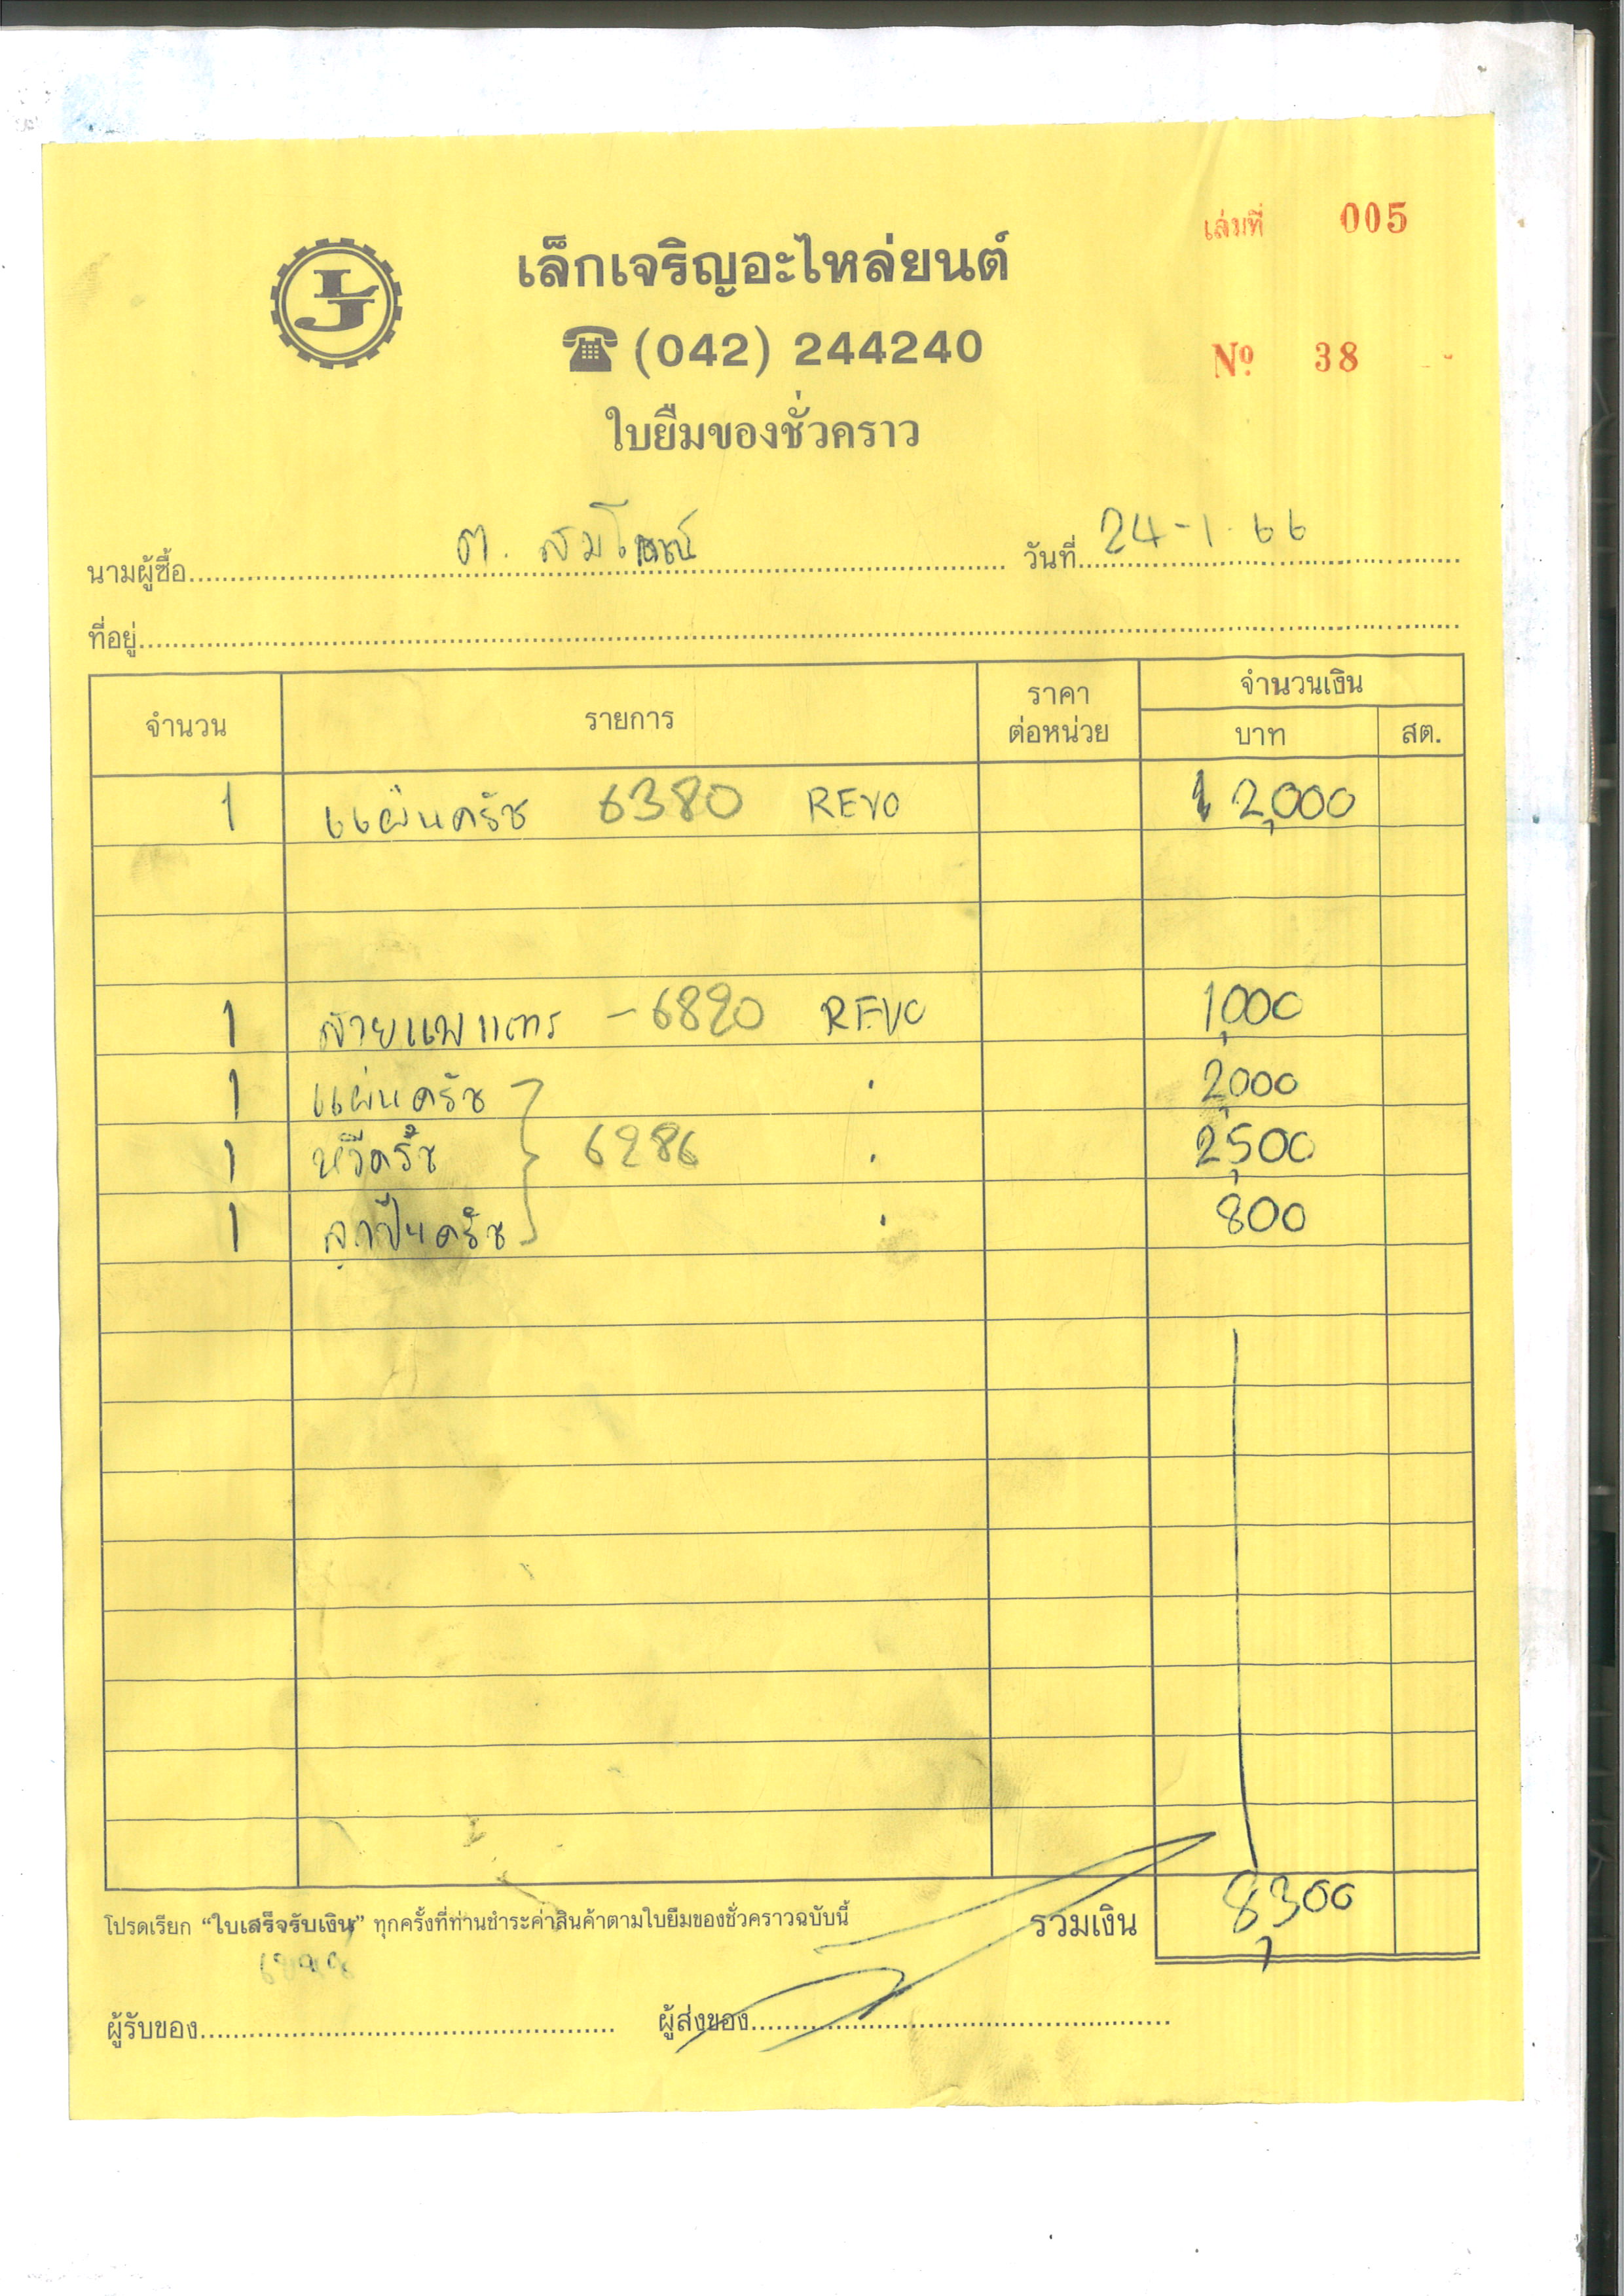 เล่มที่ 005
เล็กเจริญอะไหล่ยนต์
(042) 244240
Nº 38
ใบยืมของชั่วคราว
นามผู้ซื้อ ต. สมโภชน์ วันที่ 24-1-66
ที่อยู่
จำนวน รายการ ราคาต่อหน่วย จำนวนเงิน บาท สต.
1 แผ่นครัช 6380 REVO 2,000
1 สายแพแตร - 6820 REVO 1,000
1 แผ่นครัช 2,000
1 หวีครัช 6286 2,500
1 ลูกปืนครัช 800
โปรดเรียก “ใบเสร็จรับเงิน” ทุกครั้งที่ท่านชำระค่าสินค้าตามใบยืมของชั่วคราวฉบับนี้ รวมเงิน 8,300
ผู้รับของ ผู้ส่งของ